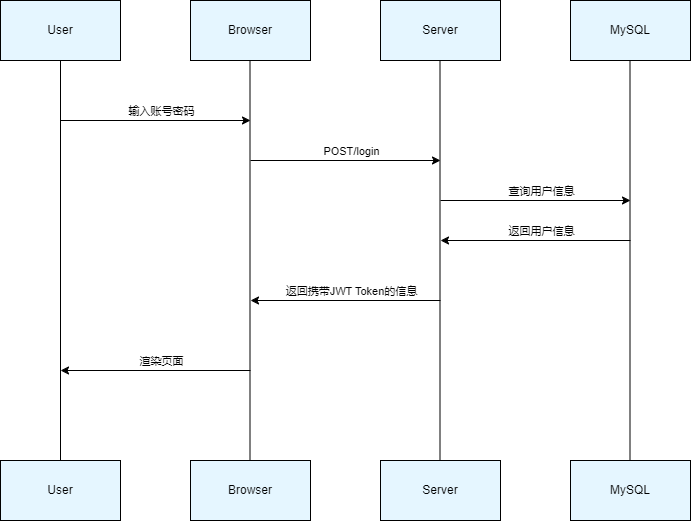 User
Browser
Server
MySQL
输入账号密码
POST/login
查询用户信息
返回用户信息
返回携带JWT Token的信息
渲染页面
User
Browser
Server
MySQL